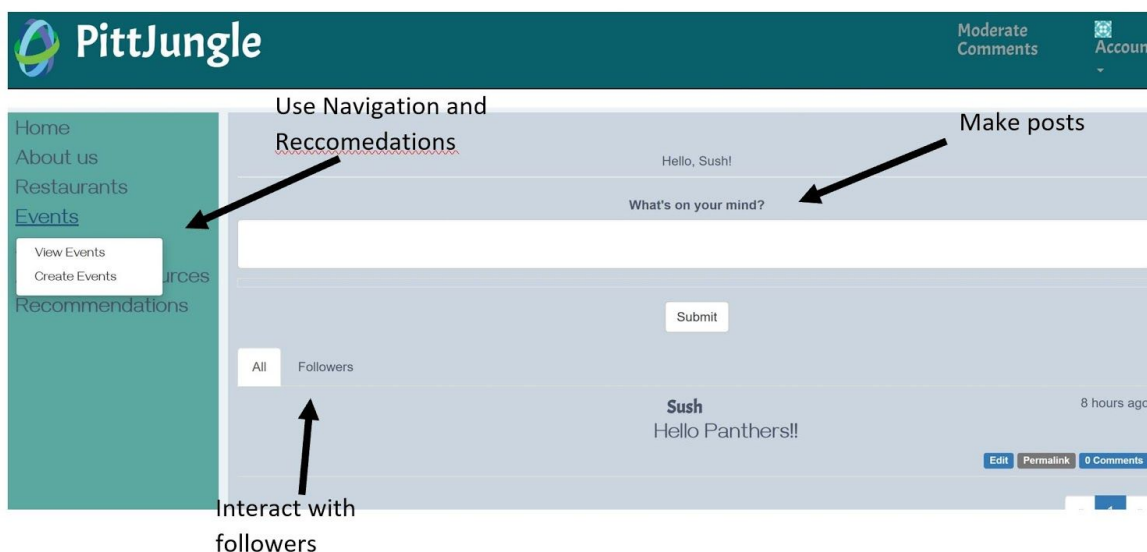 PittJungle
Moderate
Comments
Accoun
Use Navigation and
Reccomedations
Make posts
Home
About us
Restaurants
Events
View Events
Create Events
urces
Recommendations
Hello, Sush!
What's on your mind?
Submit
All Followers
Sush
8 hours ago
Hello Panthers!!
Edit Permalink 0 Comments
Interact with
followers